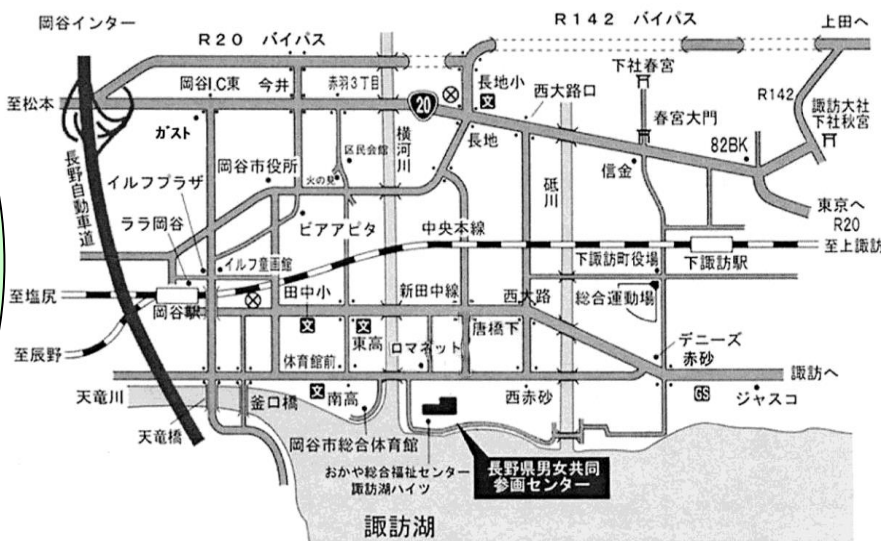 岡谷インター
R20 バイパス
R142 バイパス
上田へ
岡谷I.C東
今井
赤羽3丁目
長地小
文
西大路口
下社春宮
R142
諏訪大社
下社秋宮
至松本
20
ガスト
横河川
長地
春宮大門
82BK
長野自動車道
区民会館
岡谷市役所
火の見
砥川
信金
イルフプラザ
ララ岡谷
ピアアピタ
中央本線
東京へ
R20
至上諏訪
イルフ童画館
下諏訪町役場
下諏訪駅
至塩尻
岡谷駅
田中小
文
新田中線
西大路
総合運動場
至辰野
文
東高
ロマネット
唐橋下
デニーズ
赤砂
体育館前
諏訪へ
天竜川
釜口橋
文
南高
西赤砂
GS
ジャスコ
天竜橋
岡谷市総合体育館
おかや総合福祉センター
諏訪湖ハイツ
長野県男女共同
参画センター
諏訪湖